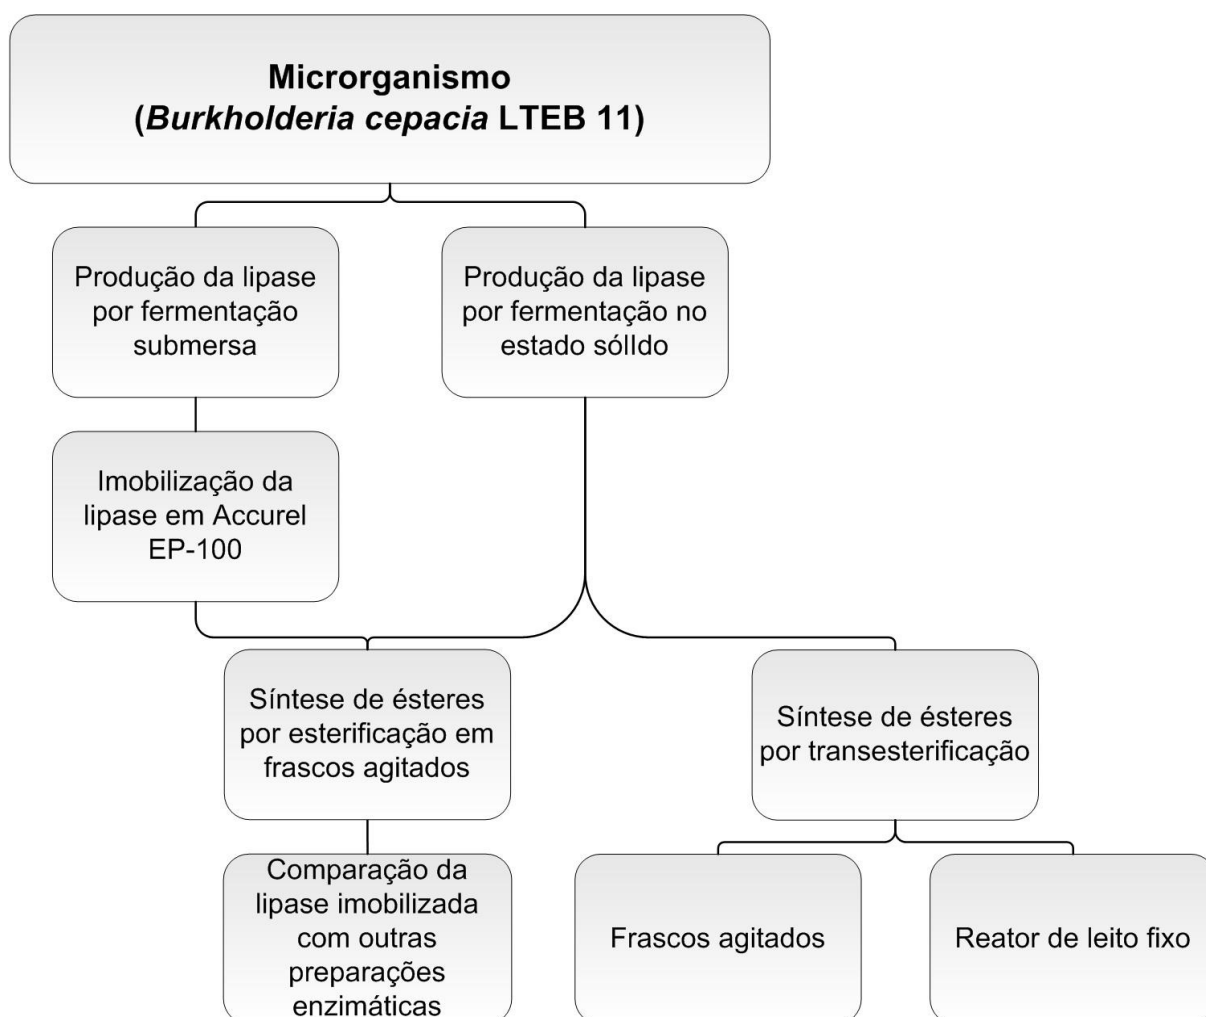 Microrganismo
(Burkholderia cepacia LTEB 11)
Produção da lipase
por fermentação
submersa
Produção da lipase
por fermentação no
estado sólIdo
Imobilização da
lipase em Accurel
EP-100
Síntese de ésteres
por esterificação em
frascos agitados
Síntese de ésteres
por transesterificação
Comparação da
lipase imobilizada
com outras
preparações
enzimáticas
Frascos agitados
Reator de leito fixo